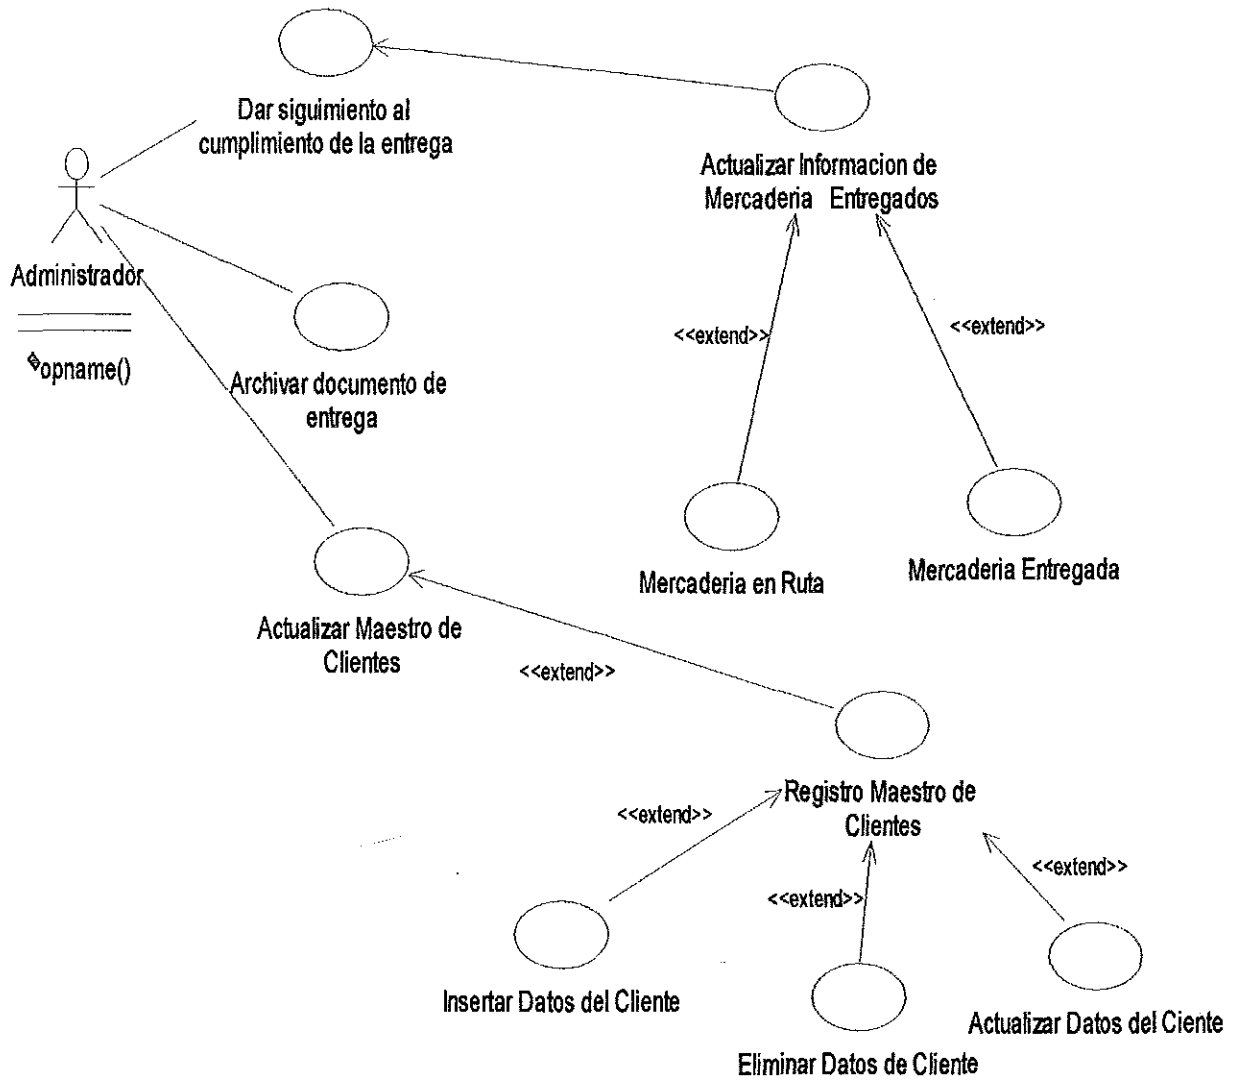 Dar siguimiento al
cumplimiento de la entrega
Actualizar Informacion de
Mercaderia Entregados
Administrador
opname()
<<extend>>
<<extend>>
Archivar documento de
entrega
Mercaderia en Ruta
Mercaderia Entregada
Actualizar Maestro de
Clientes
<<extend>>
Registro Maestro de
Clientes
<<extend>>
<<extend>>
<<extend>>
Insertar Datos del Cliente
Eliminar Datos de Cliente
Actualizar Datos del Ciente